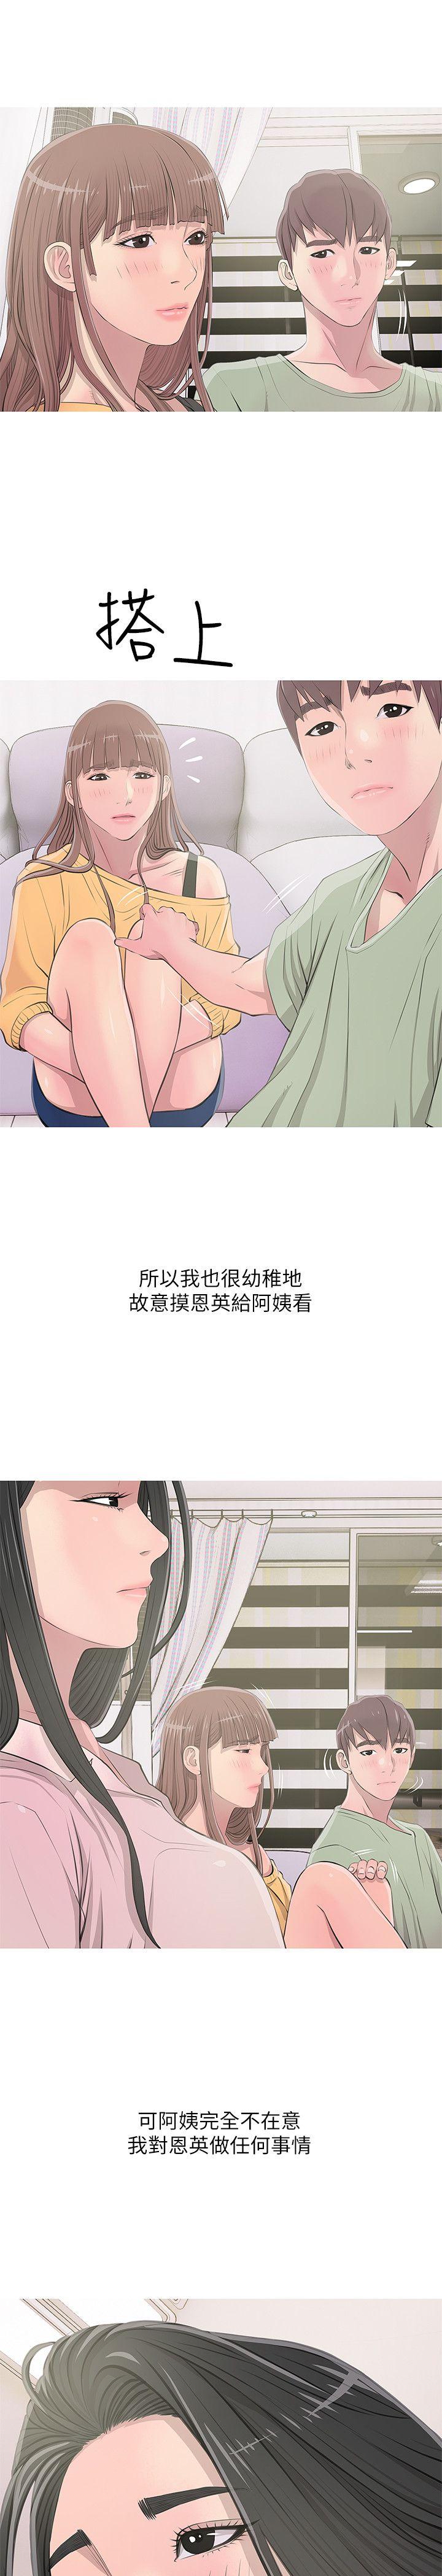 搭上
所以我也很幼稚地
故意摸恩英給阿姨看
可阿姨完全不在意
我對恩英做任何事情